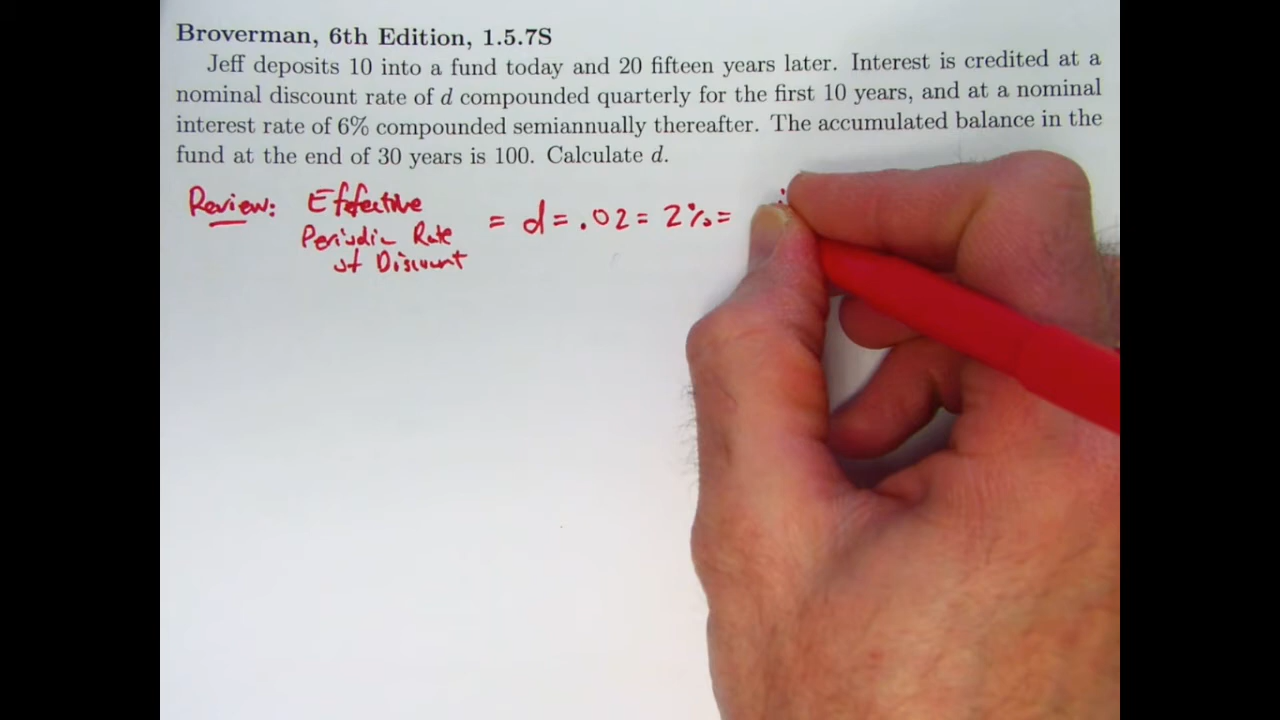 Broverman, 6th Edition, 1.5.7S
Jeff deposits 10 into a fund today and 20 fifteen years later. Interest is credited at a
nominal discount rate of d compounded quarterly for the first 10 years, and at a nominal
interest rate of 6% compounded semiannually thereafter. The accumulated balance in the
fund at the end of 30 years is 100. Calculate d.
Review: Effective
Periodic Rate
of Discount
= d = .02 = 2% =